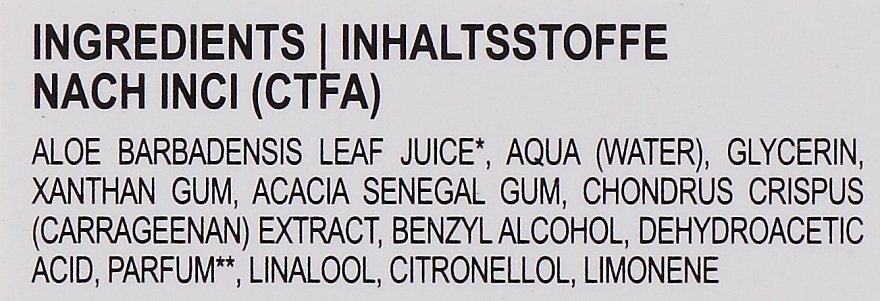 INGREDIENTS | INHALTSSTOFFE
NACH INCI (CTFA)
ALOE BARBADENSIS LEAF JUICE*, AQUA (WATER), GLYCERIN,
XANTHAN GUM, ACACIA SENEGAL GUM, CHONDRUS CRISPUS
(CARRAGEENAN) EXTRACT, BENZYL ALCOHOL, DEHYDROACETIC
ACID, PARFUM**, LINALOOL, CITRONELLOL, LIMONENE